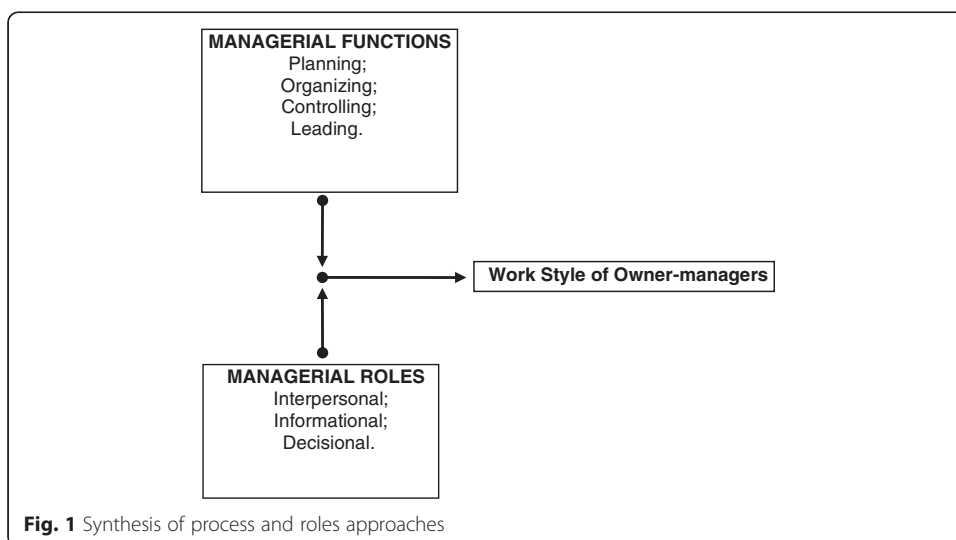 MANAGERIAL FUNCTIONS
Planning;
Organizing;
Controlling;
Leading.
Work Style of Owner-managers
MANAGERIAL ROLES
Interpersonal;
Informational;
Decisional.
Fig. 1 Synthesis of process and roles approaches